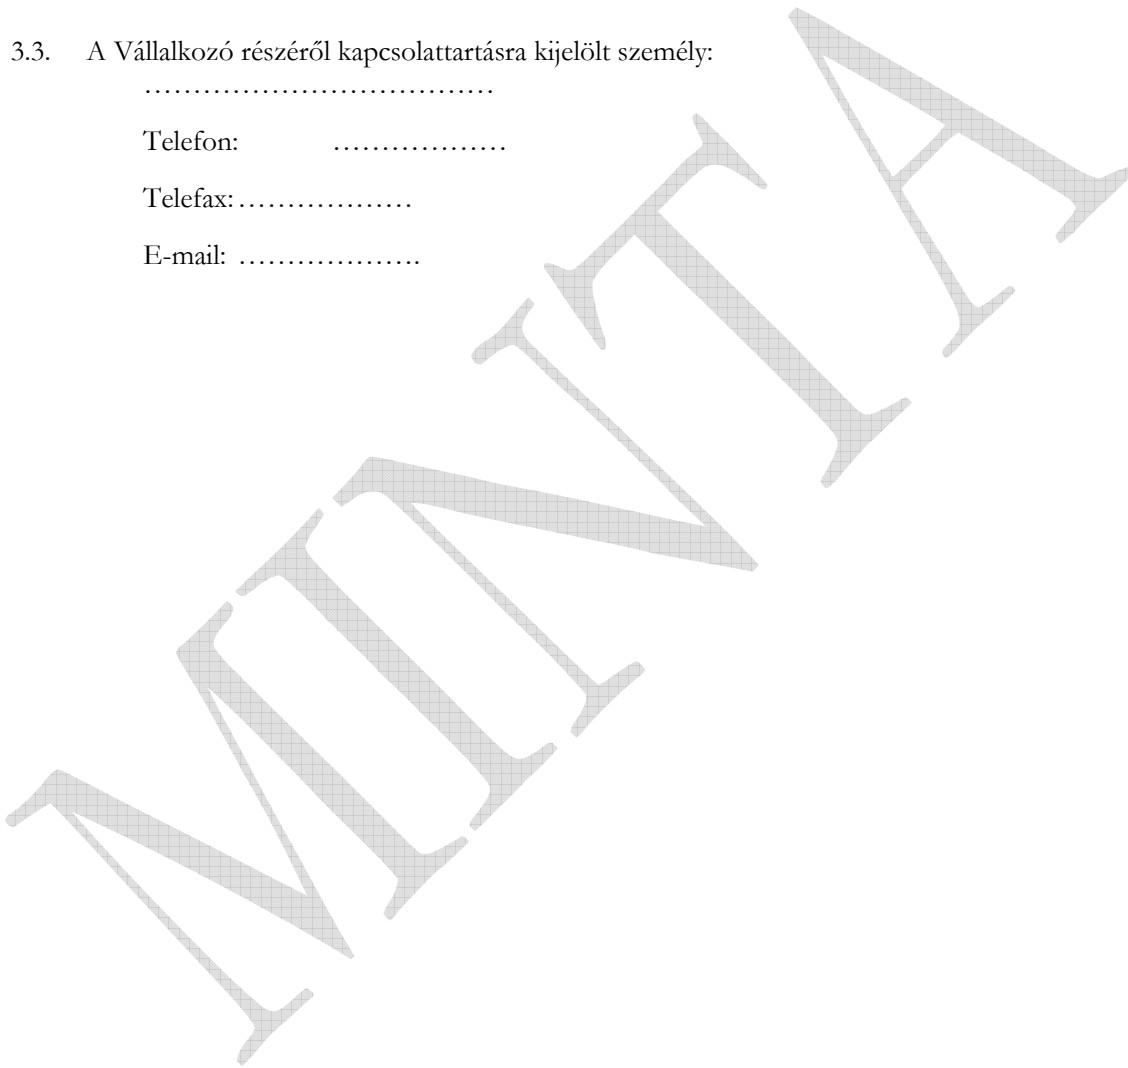 3.3. A Vállalkozó részéről kapcsolattartásra kijelölt személy:
………………………………
Telefon: ………………
Telefax:………………
E-mail: ……………….
MINTA